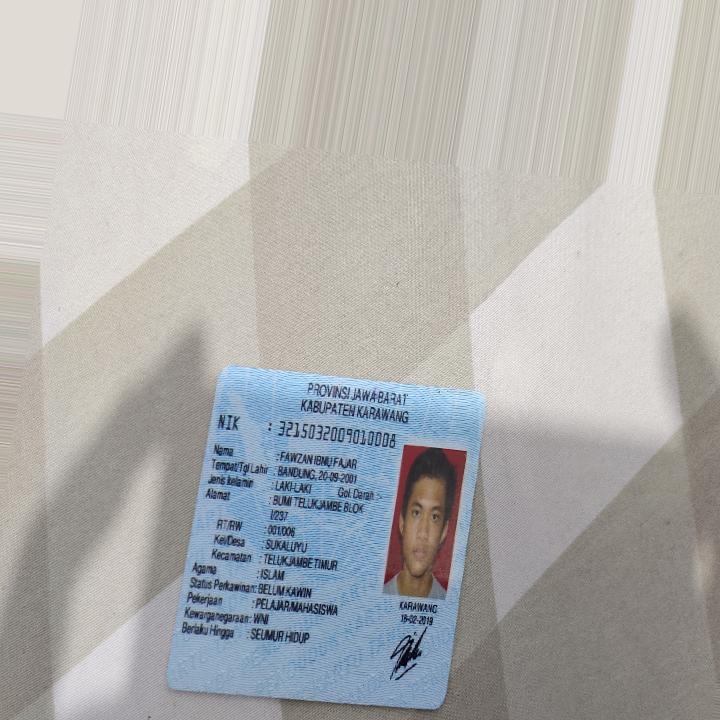 PROVINSI JAWA BARAT
KABUPATEN KARAWANG
NIK : 3215032009010008
Nama : FAWZAN IBNU FAJAR
Tempat/Tgl Lahir : BANDUNG, 20-09-2001
Jenis kelamin : LAKI-LAKI Gol. Darah :-
Alamat : BUMI TELUKJAMBE BLOK
I/237
RT/RW : 001/006
Kel/Desa : SUKALUYU
Kecamatan : TELUKJAMBE TIMUR
Agama : ISLAM
Status Perkawinan: BELUM KAWIN
Pekerjaan : PELAJAR/MAHASISWA
Kewarganegaraan: WNI
Berlaku Hingga : SEUMUR HIDUP
KARAWANG
16-02-2019